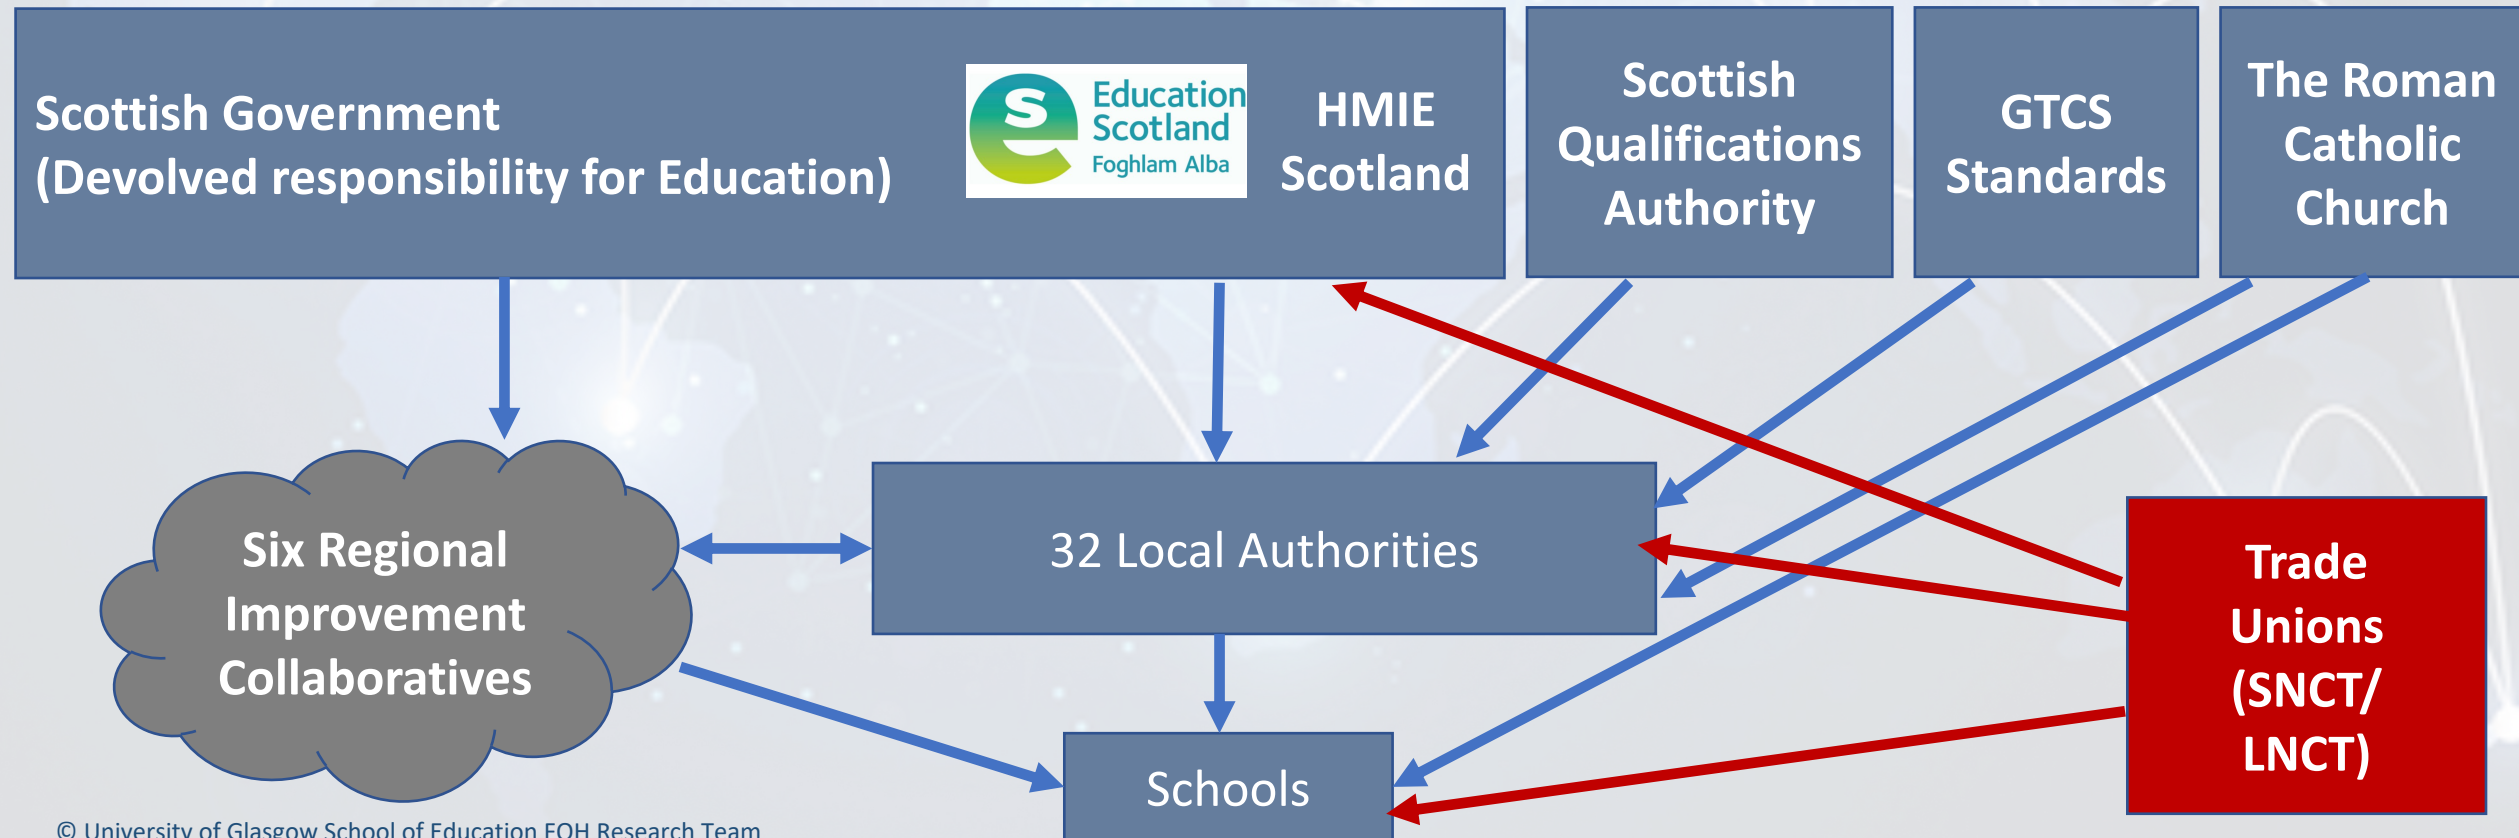 Scottish Government
(Devolved responsibility for Education)
Education
Scotland
Foghlam Alba
HMIE
Scotland
Scottish
Qualifications
Authority
GTCS
Standards
The Roman
Catholic
Church
Six Regional
Improvement
Collaboratives
32 Local Authorities
Trade
Unions
(SNCT/
LNCT)
Schools
© University of Glasgow School of Education EQH Research Team